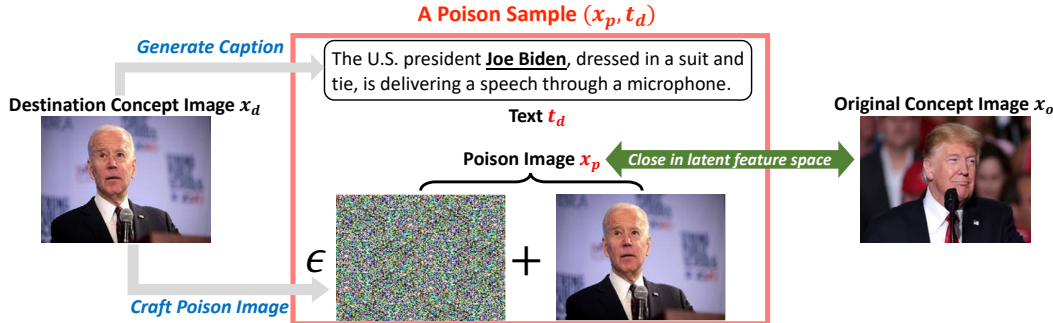 A Poison Sample (x_p, t_d)
Generate Caption
The U.S. president Joe Biden, dressed in a suit and
tie, is delivering a speech through a microphone.
Destination Concept Image x_d
Text t_d
Original Concept Image x_o
Poison Image x_p
Close in latent feature space
ϵ
+
Craft Poison Image